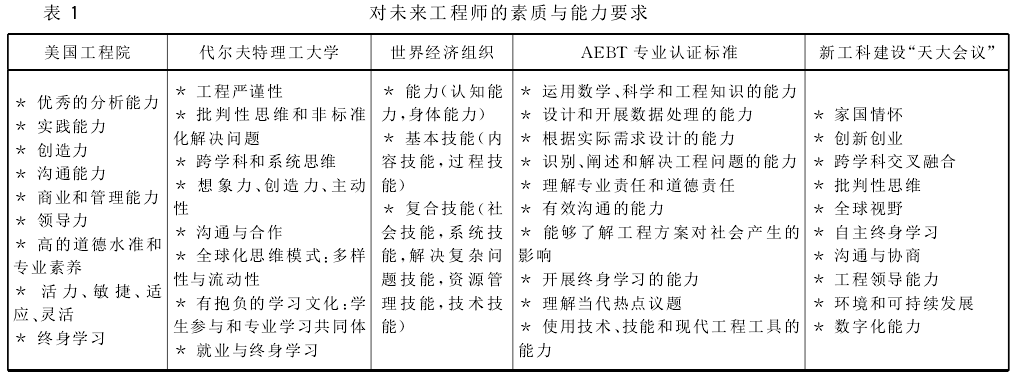 表 1 对未来工程师的素质与能力要求
美国工程院
* 优秀的分析能力
* 实践能力
* 创造力
* 沟通能力
* 商业和管理能力
* 领导力
* 高的道德水准和
专业素养
* 活力、敏捷、适
应、灵活
* 终身学习
代尔夫特理工大学
* 工程严谨性
* 批判性思维和非标准
化解决问题
* 跨学科和系统思维
* 想象力、创造力、主动
性
* 沟通与合作
* 全球化思维模式:多样
性与流动性
* 有抱负的学习文化:学
生参与和专业学习共同体
* 就业与终身学习
世界经济组织
* 能力(认知能
力,身体能力)
* 基本技能(内
容技能,过程技
能)
* 复合技能(社
会技能,系统技
能,解决复杂问
题技能,资源管
理技能,技术技
能)
AEBT 专业认证标准
* 运用数学、科学和工程知识的能力
* 设计和开展数据处理的能力
* 根据实际需求设计的能力
* 识别、阐述和解决工程问题的能力
* 理解专业责任和道德责任
* 有效沟通的能力
* 能够了解工程方案对社会产生的
影响
* 开展终身学习的能力
* 理解当代热点议题
* 使用技术、技能和现代工程工具的
能力
新工科建设“天大会议”
* 家国情怀
* 创新创业
* 跨学科交叉融合
* 批判性思维
* 全球视野
* 自主终身学习
* 沟通与协商
* 工程领导能力
* 环境和可持续发展
* 数字化能力